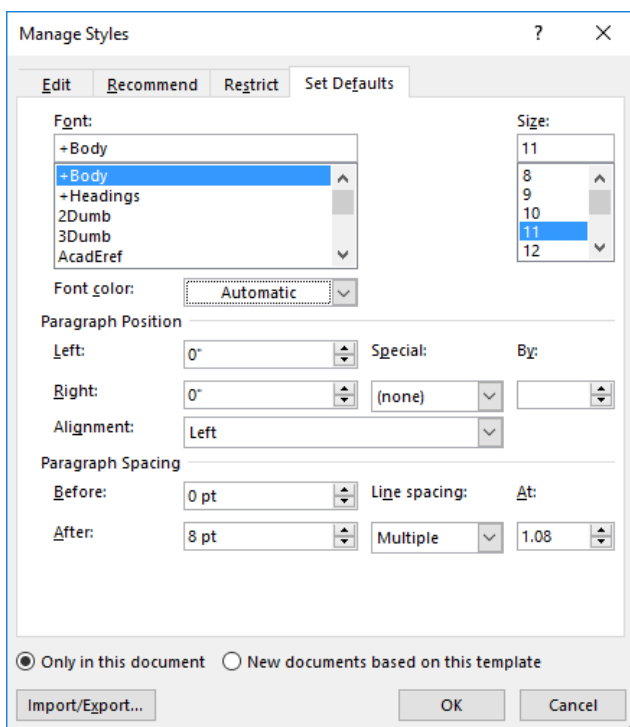 Manage Styles ?
Edit Recommend Restrict Set Defaults
Font: Size:
+Body 11
+Body 8
+Headings 9
2Dumb 10
3Dumb 11
AcadEref 12
Font color: Automatic
Paragraph Position
Left: 0" Special: By:
Right: 0" (none)
Alignment: Left
Paragraph Spacing
Before: 0 pt Line spacing: At:
After: 8 pt Multiple 1.08
Only in this document New documents based on this template
Import/Export... OK Cancel